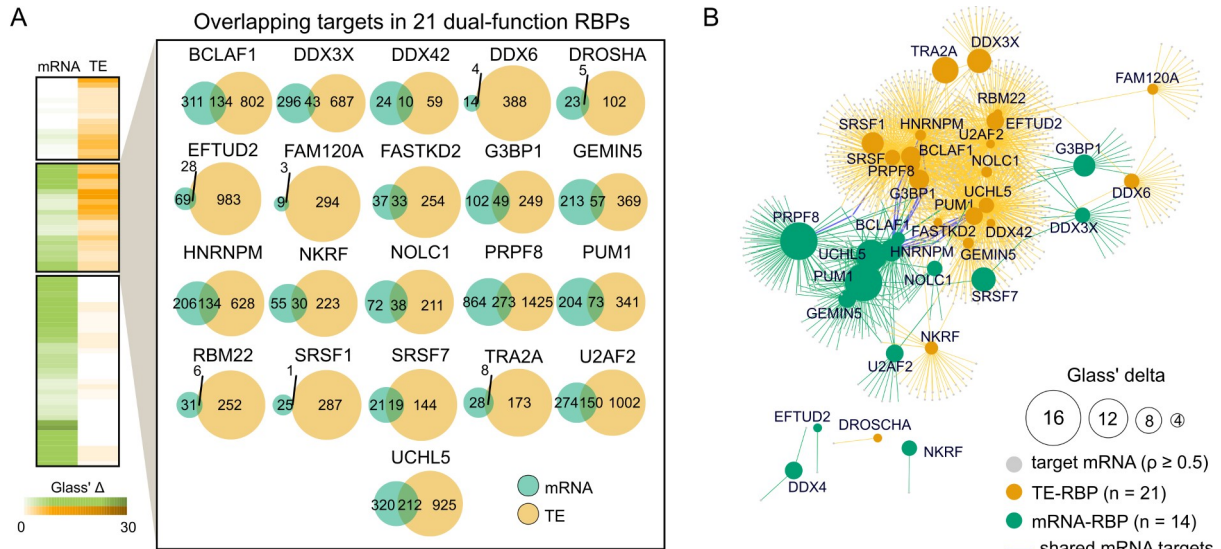 A
Overlapping targets in 21 dual-function RBPs
mRNA TE
BCLAF1 DDX3X DDX42 DDX6 DROSHA
311 134 802
296 43 687
24 10 59
4
14 388
5
23 102
EFTUD2 FAM120A FASTKD2 G3BP1 GEMIN5
28
69 983
3
9 294
37 33 254
102 49 249
213 57 369
HNRNPM NKRF NOLC1 PRPF8 PUM1
206 134 628
55 30 223
72 38 211
864 273 1425
204 73 341
RBM22 SRSF1 SRSF7 TRA2A U2AF2
6
31 252
1
25 287
21 19 144
8
28 173
274 150 1002
UCHL5
320 212 925
mRNA
TE
Glass' Δ
0 30
B
TRA2A
DDX3X
FAM120A
RBM22
SRSF1
HNRNPM
EFTUD2
U2AF2
SRSF
BCLAF1
PRPF8
NOLC1
G3BP1
G3BP1
UCHL5
DDX6
PUM1
PRPF8
BCLAF1
FASTKD2
DDX42
DDX3X
UCHL5
HNRNPM
GEMIN5
PUM1
NOLC1
SRSF7
GEMIN5
NKRF
U2AF2
EFTUD2
DROSCHA
NKRF
DDX4
Glass' delta
16 12 8 4
target mRNA (ρ ≥ 0.5)
TE-RBP (n = 21)
mRNA-RBP (n = 14)
shared mRNA targets